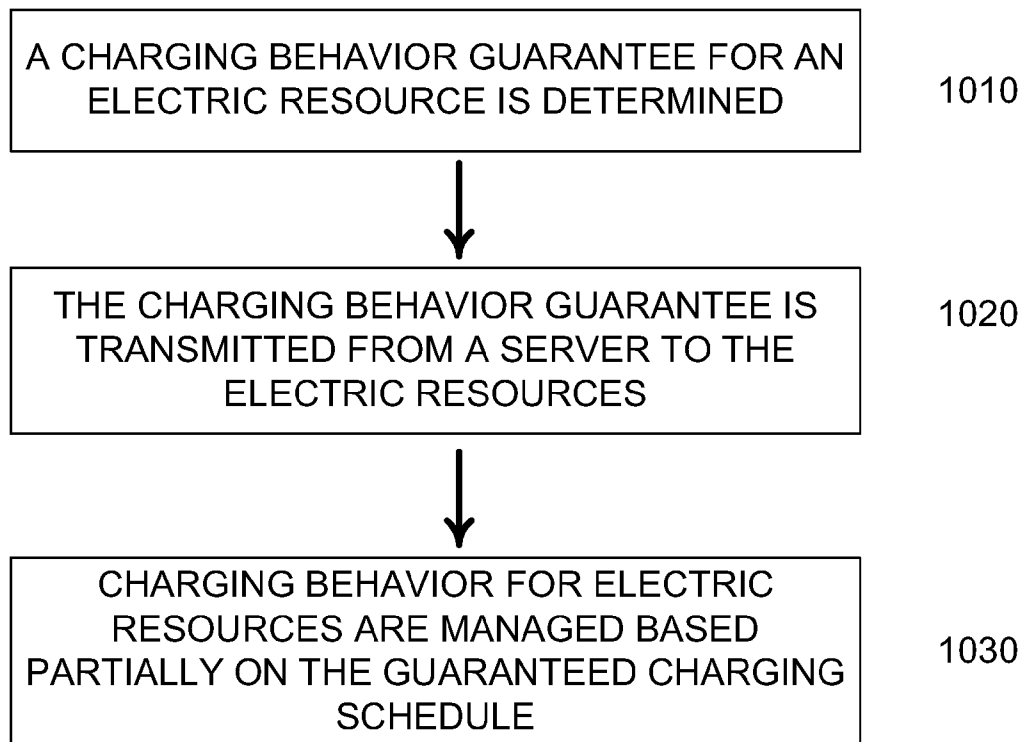 A CHARGING BEHAVIOR GUARANTEE FOR AN
ELECTRIC RESOURCE IS DETERMINED
1010
THE CHARGING BEHAVIOR GUARANTEE IS
TRANSMITTED FROM A SERVER TO THE
ELECTRIC RESOURCES
1020
CHARGING BEHAVIOR FOR ELECTRIC
RESOURCES ARE MANAGED BASED
PARTIALLY ON THE GUARANTEED CHARGING
SCHEDULE
1030